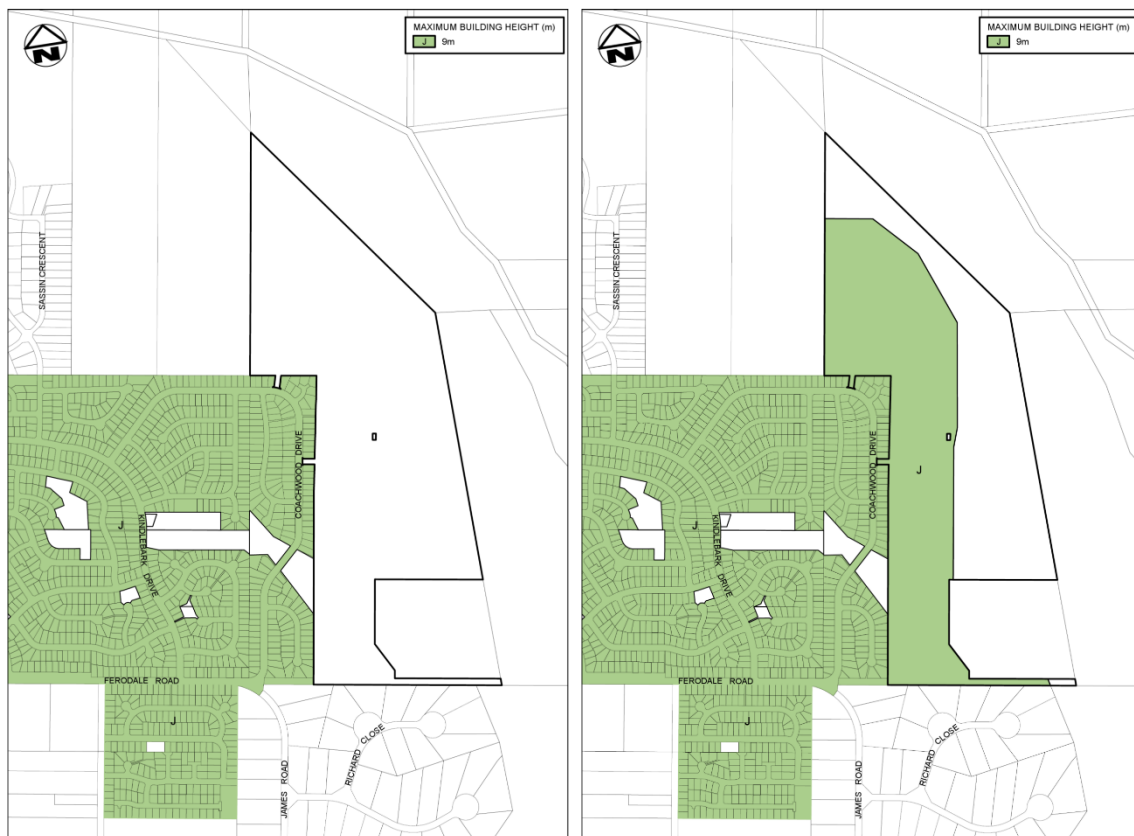 N
MAXIMUM BUILDING HEIGHT (m)
J 9m
SASSIN CRESCENT
COACHWOOD DRIVE
J
KINDLEBARK DRIVE
FERODALE ROAD
J
JAMES ROAD
RICHARD CLOSE
N
MAXIMUM BUILDING HEIGHT (m)
J 9m
SASSIN CRESCENT
COACHWOOD DRIVE
J
J
KINDLEBARK DRIVE
FERODALE ROAD
J
JAMES ROAD
RICHARD CLOSE